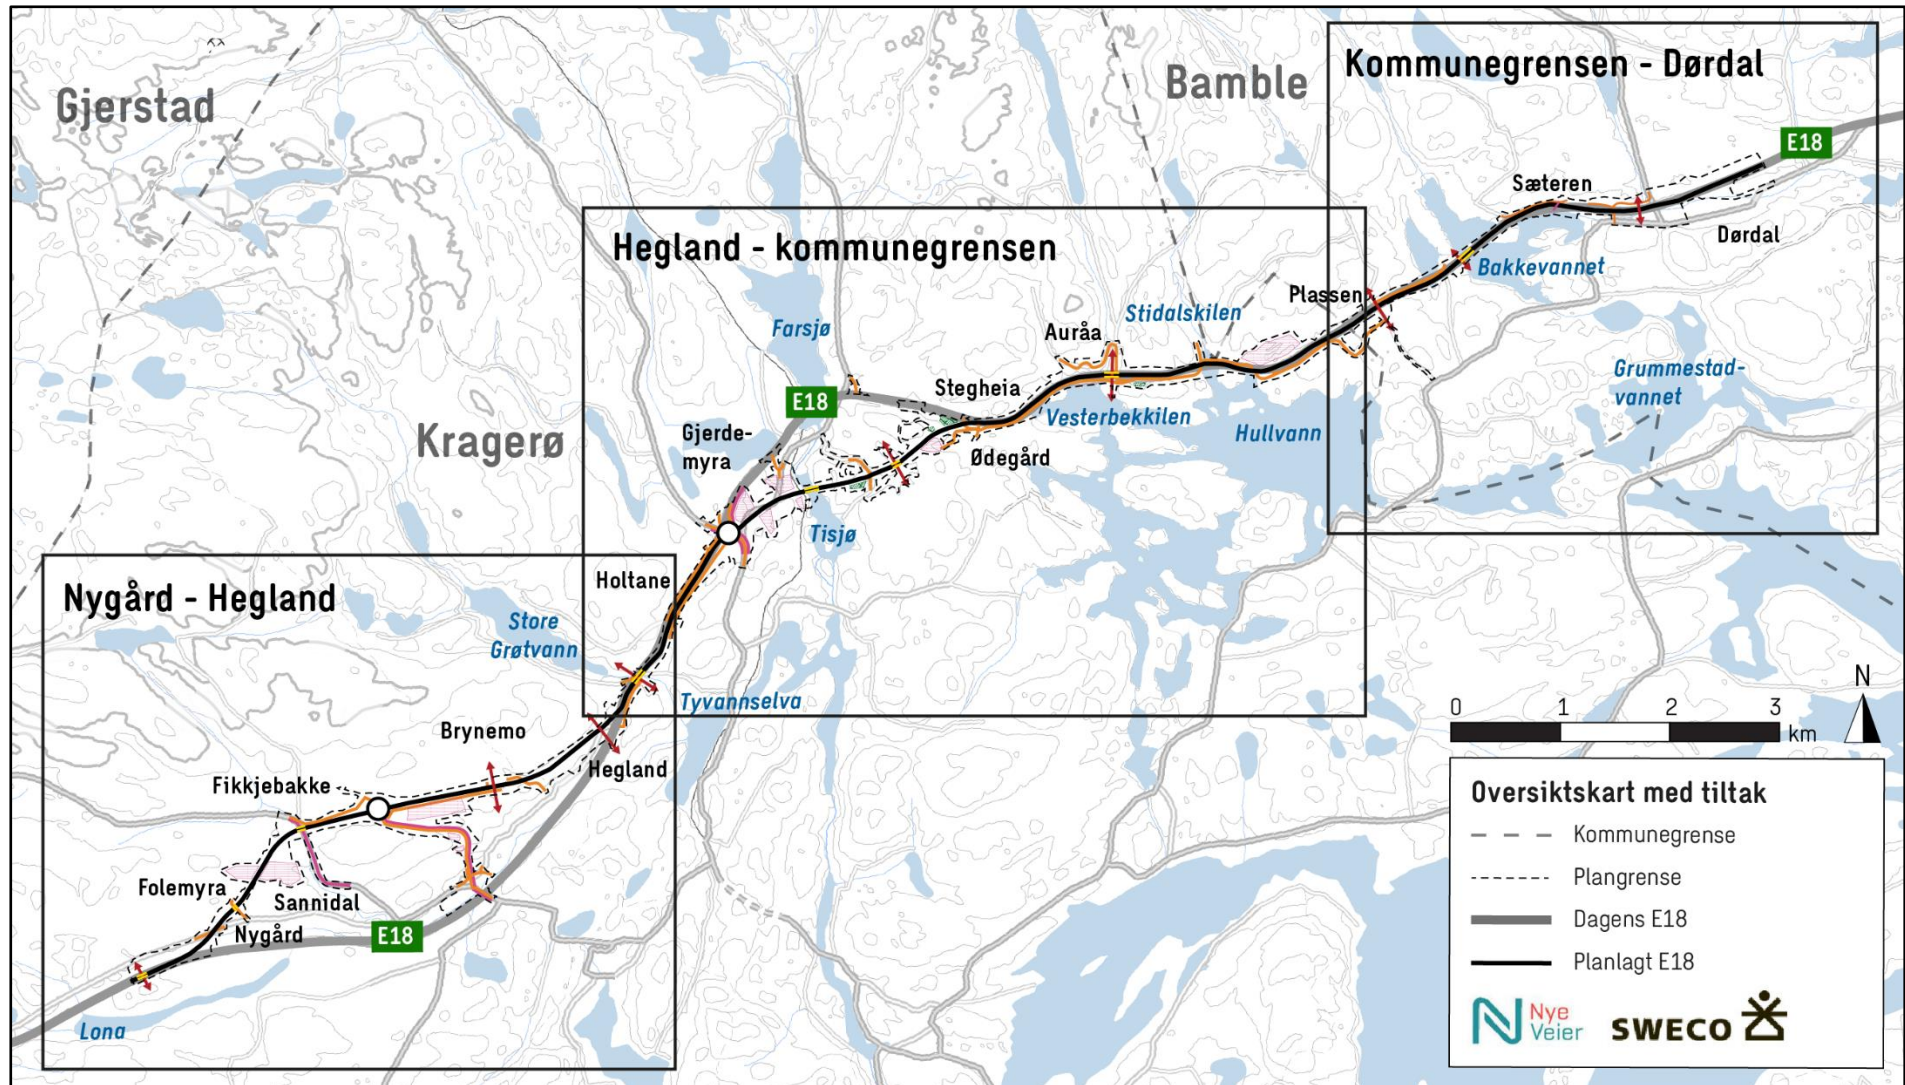 Gjerstad
Bamble
Kommunegrensen - Dørdal
E18
Sæteren
Dørdal
Bakkevannet
Hegland - kommunegrensen
Plassen
Stidalskilen
Farsjø
Auråa
Grummestad-
vannet
Stegheia
E18
Vesterbekkilen
Kragerø
Gjerde-
myra
Hullvann
Ødegård
Tisjø
Nygård - Hegland
Holtane
Store
Grøtvann
Tyvannselva
Brynemo
Hegland
Fikkjebakke
Folemyra
Sannidal
Nygård
E18
Lona
N
0 1 2 3
km
Oversiktskart med tiltak
Kommunegrense
Plangrense
Dagens E18
Planlagt E18
Nye
Veier
SWECO